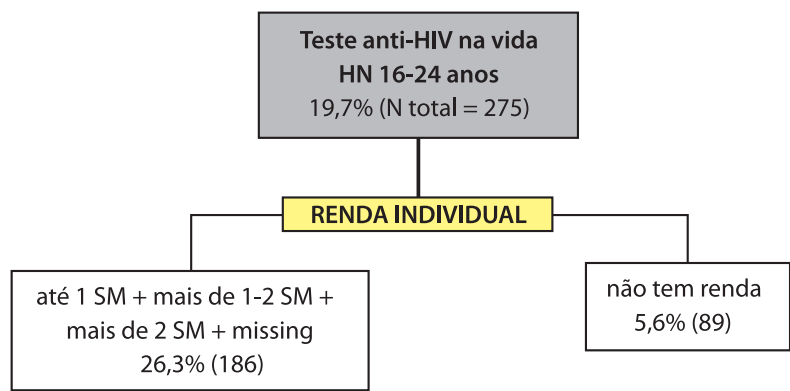 Teste anti-HIV na vida
HN 16-24 anos
19,7% (N total = 275)
RENDA INDIVIDUAL
até 1 SM + mais de 1-2 SM +
mais de 2 SM + missing
26,3% (186)
não tem renda
5,6% (89)